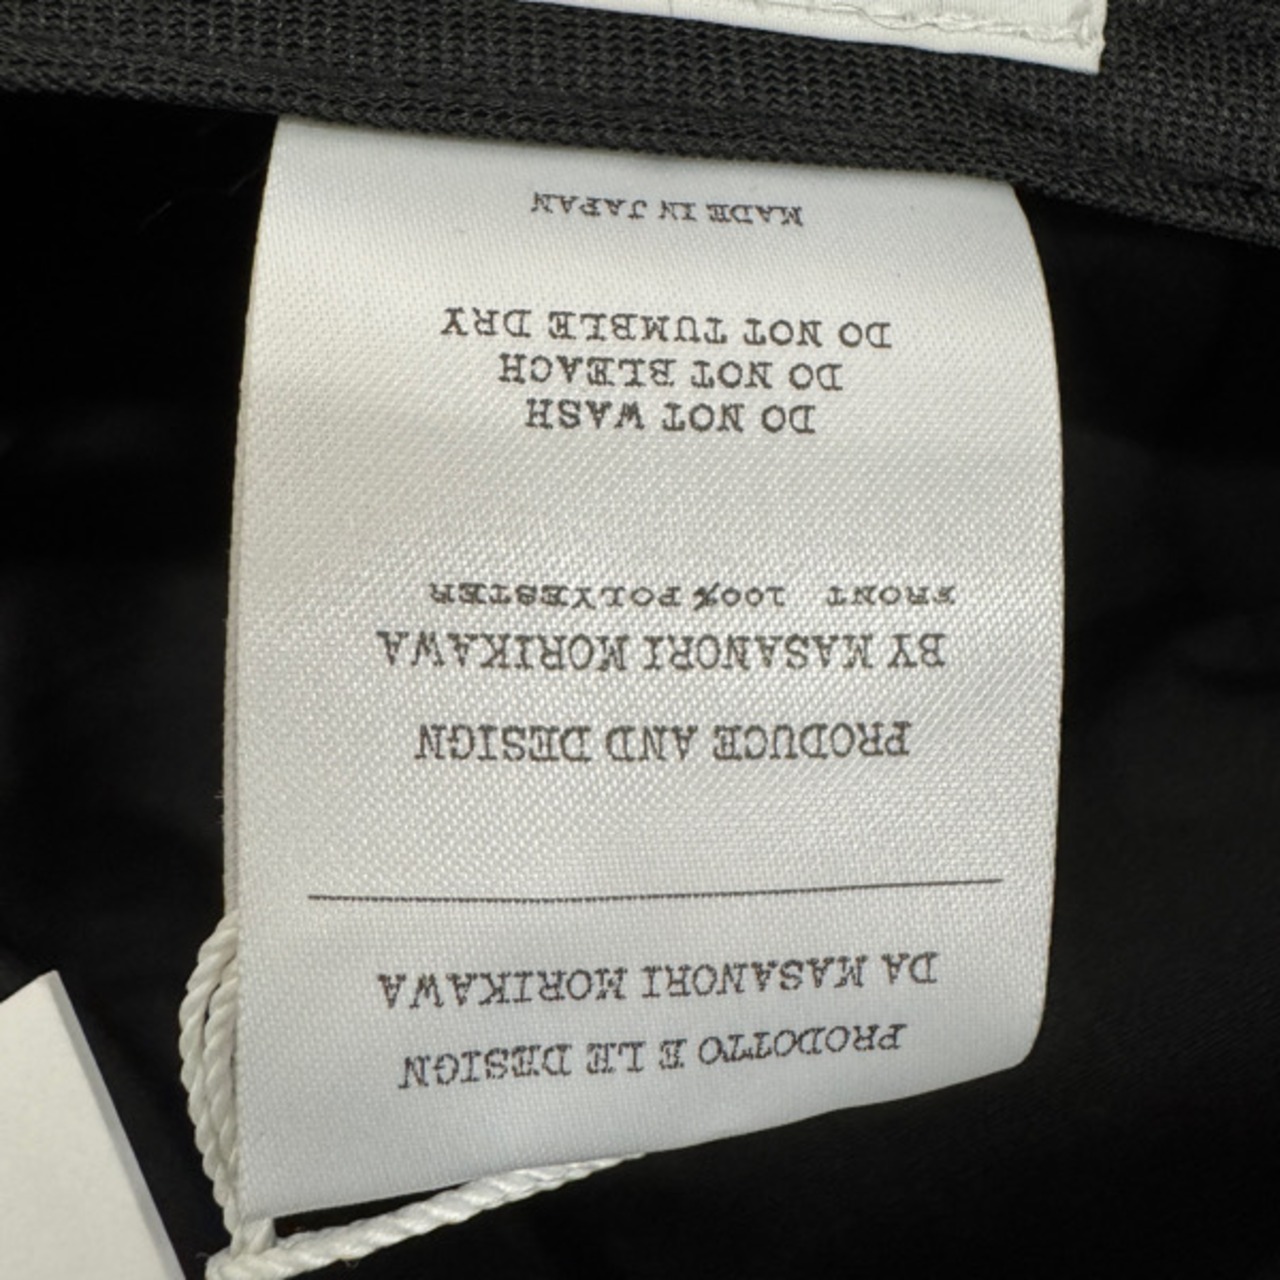 PRODOTTO E LE DESIGN
DA MASANORI MORIKAWA
PRODUCE AND DESIGN
BY MASANORI MORIKAWA
FRONT 100% POLYESTER
DO NOT WASH
DO NOT BLEACH
DO NOT TUMBLE DRY
MADE IN JAPAN